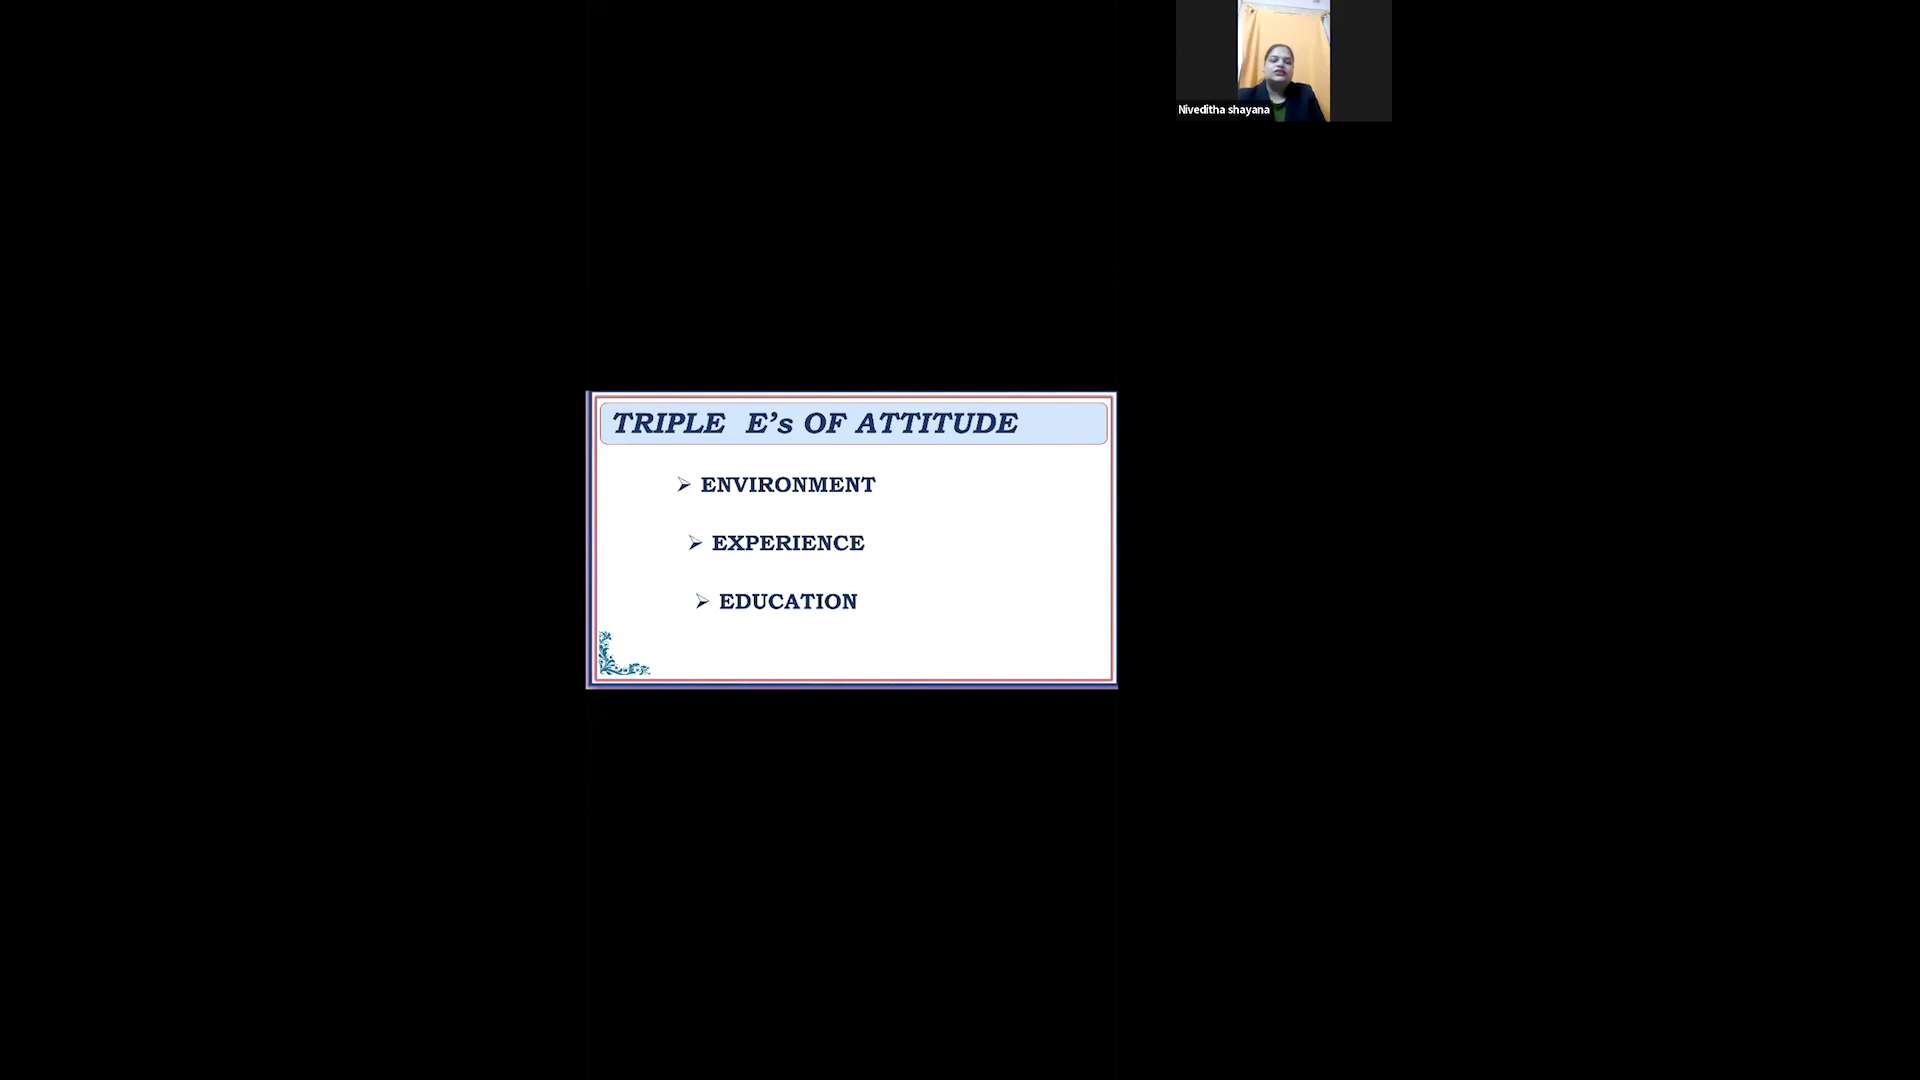 Niveditha shayana
TRIPLE E’s OF ATTITUDE
➢ ENVIRONMENT
➢ EXPERIENCE
➢ EDUCATION